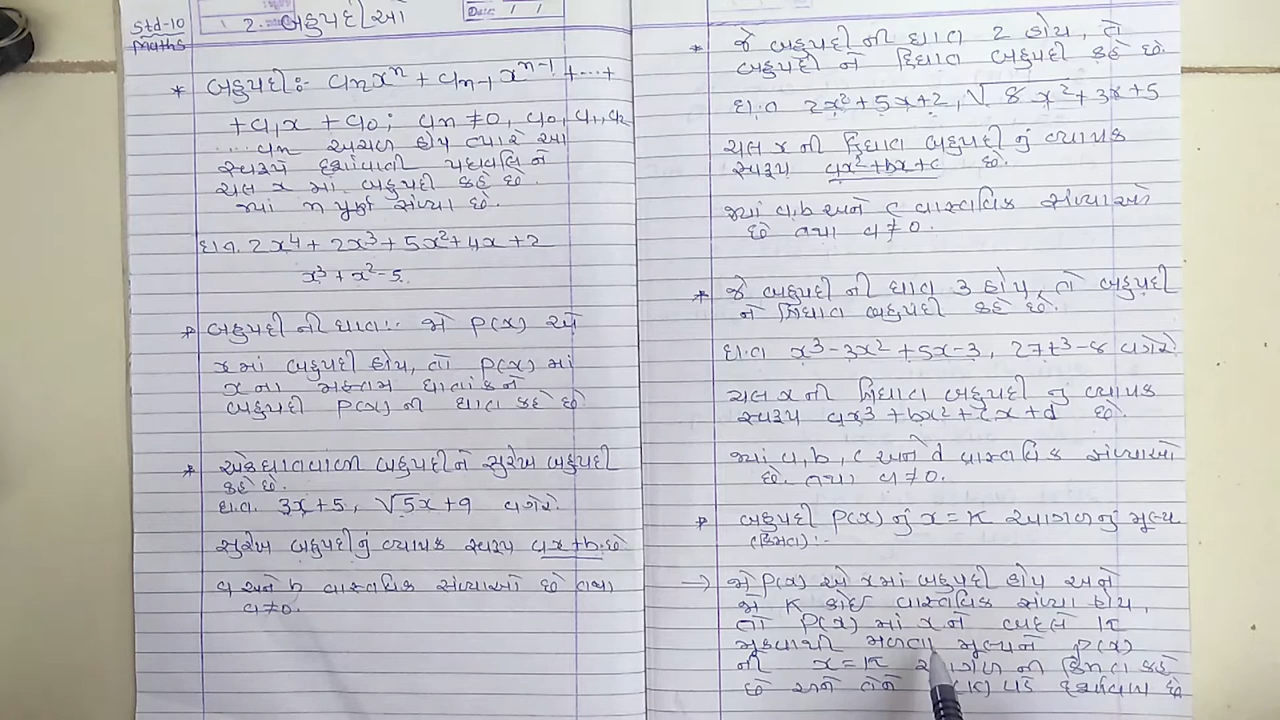 Std-10
Maths
2. બહુપદીઓ
Date: / /
* બહુપદી: aₙxⁿ + aₙ₋₁ xⁿ⁻¹ +...+
+a₁x + a₀; aₙ ≠0, a₀, a₁, a₂
.... aₙ અચળ હોય ત્યારે આ
સ્વરૂપે દર્શાવાતી પદાવલિને
ચલ x માં બહુપદી કહે છે.
જ્યાં n પૂર્ણ સંખ્યા છે.
દા.ત. 2x⁴ + 2x³ + 5x² + 4x + 2
x³ + x² - 5.
* બહુપદી ની ઘાત:- જો P(x) એ
x માં બહુપદી હોય, તો P(x) માં
x ના મહત્તમ ઘાતાંકને
બહુપદી P(x) ની ઘાત કહે છે
* એકઘાતવાળી બહુપદીને સુરેખ બહુપદી
કહે છે.
દા.ત. 3x+5, √5x+9 વગેરે.
સુરેખ બહુપદીનું વ્યાપક સ્વરૂપ ax+b છે
a અને b વાસ્તવિક સંખ્યાઓ છે તથા
a≠0.
* જે બહુપદી ની ઘાત 2 હોય, તો
બહુપદી ને દ્વિઘાત બહુપદી કહે છે.
દા.ત 2x²+5x+2, √8 x²+3x+5
ચલ x ની દ્વિઘાત બહુપદી નું વ્યાપક
સ્વરૂપ ax²+bx+c છે.
જ્યાં a, b અને c વાસ્તવિક સંખ્યાઓ
છે તથા a≠0.
* જે બહુપદી ની ઘાત 3 હોય, તો બહુપદી
ને ત્રિઘાત બહુપદી કહે છે.
દા.ત x³-3x²+5x-3, 27t³-8 વગેરે
ચલ x ની ત્રિઘાત બહુપદી નું વ્યાપક
સ્વરૂપ ax³+bx²+cx+d છે.
જ્યાં a, b, c અને d વાસ્તવિક સંખ્યાઓ
છે. તથા a≠0.
* બહુપદી P(x) નું x=K આગળનું મૂલ્ય
(કિંમત) :-
→ જો P(x) એ x માં બહુપદી હોય અને
જો K કોઈ વાસ્તવિક સંખ્યા હોય,
તો P(x) માં x ને બદલે K
મૂકવાથી મળતા મૂલ્યને P(x)
ની x=K આગળ ની કિંમત કહે
છે અને તેને (K) વડે દર્શાવાય છે